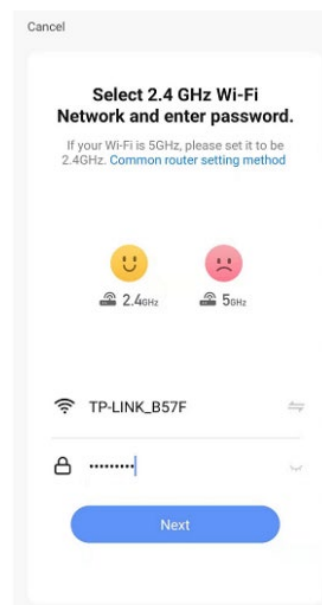 Cancel
Select 2.4 GHz Wi-Fi
Network and enter password.
If your Wi-Fi is 5GHz, please set it to be
2.4GHz. Common router setting method
2.4GHz 5GHz
TP-LINK_B57F
•••••••••
Next